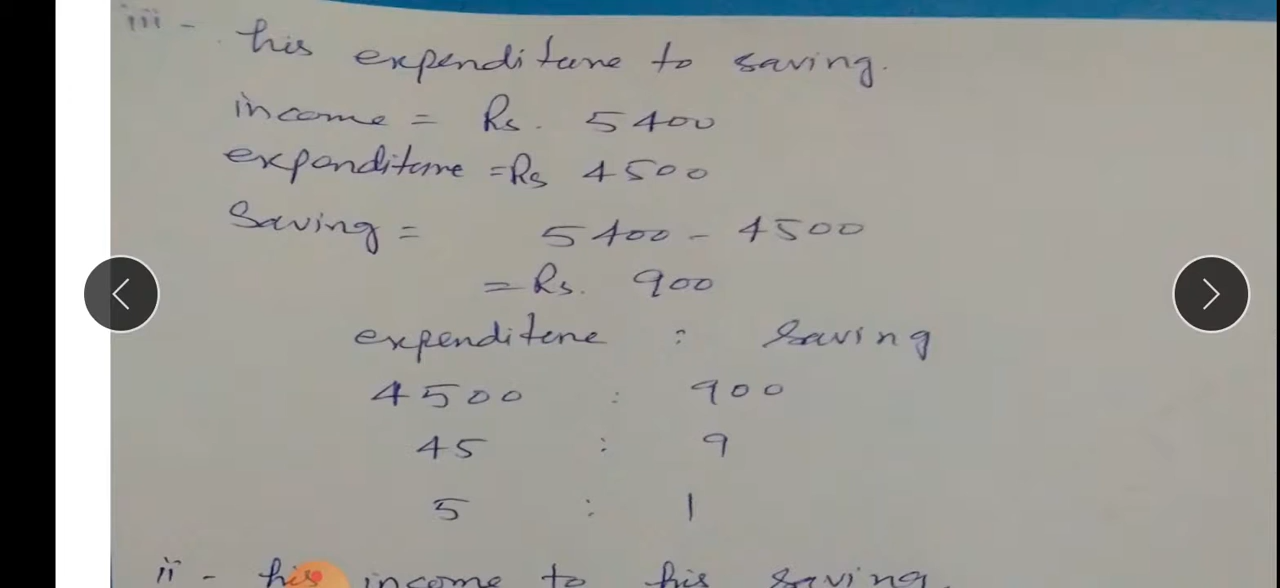 iii - his expenditure to saving.
income = Rs. 5400
expenditure = Rs 4500
Saving = 5400 - 4500
= Rs. 900
expenditure : Saving
4500 : 900
45 : 9
5 : 1
ii - his income to his saving.